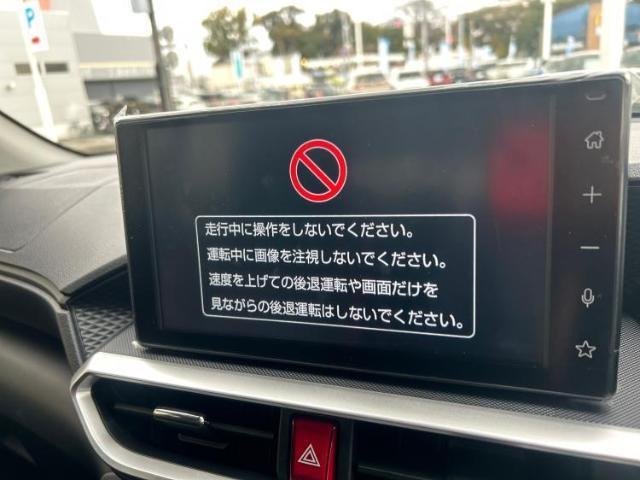 P
走行中に操作をしないでください。
運転中に画像を注視しないでください。
速度を上げての後退運転や画面だけを
見ながらの後退運転はしないでください。